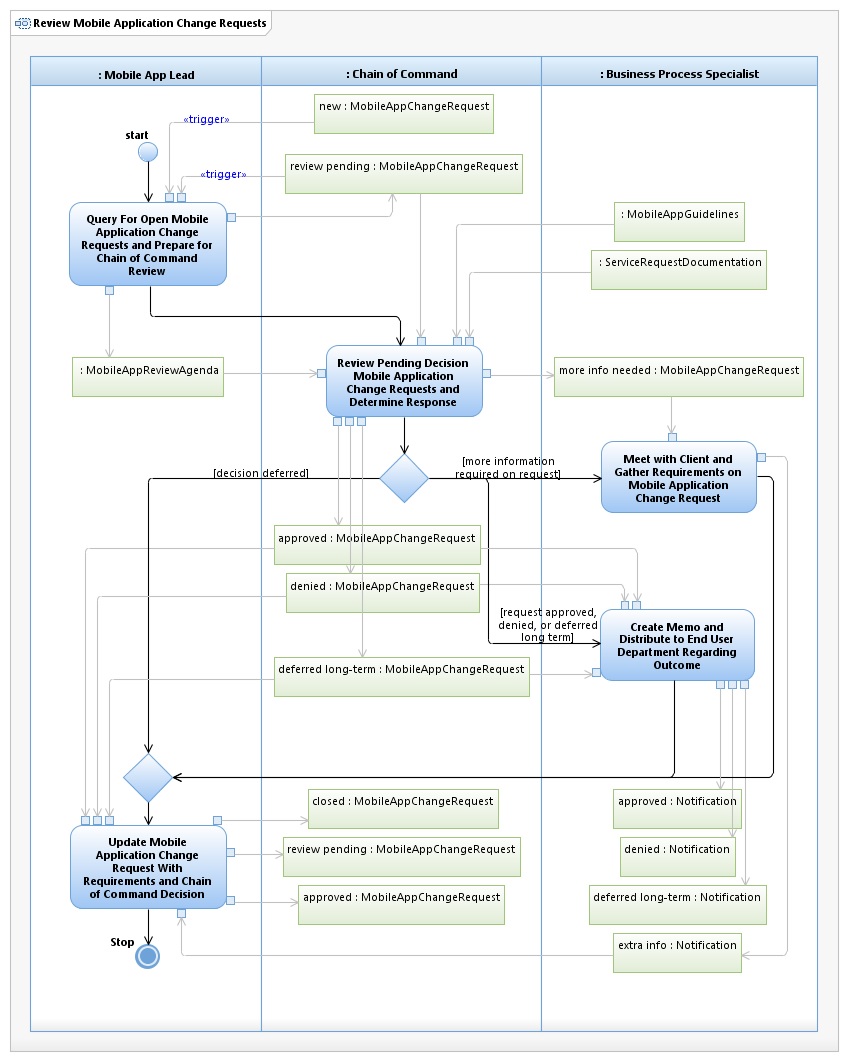 Review Mobile Application Change Requests
: Mobile App Lead
: Chain of Command
: Business Process Specialist
new : MobileAppChangeRequest
«trigger»
start
review pending : MobileAppChangeRequest
«trigger»
Query For Open Mobile
Application Change
Requests and Prepare for
Chain of Command
Review
: MobileAppGuidelines
: ServiceRequestDocumentation
: MobileAppReviewAgenda
Review Pending Decision
Mobile Application
Change Requests and
Determine Response
more info needed : MobileAppChangeRequest
[decision deferred]
[more information
required on request]
Meet with Client and
Gather Requirements on
Mobile Application
Change Request
approved : MobileAppChangeRequest
denied : MobileAppChangeRequest
[request approved,
denied, or deferred
long term]
Create Memo and
Distribute to End User
Department Regarding
Outcome
deferred long-term : MobileAppChangeRequest
closed : MobileAppChangeRequest
approved : Notification
Update Mobile
Application Change
Request With
Requirements and Chain
of Command Decision
review pending : MobileAppChangeRequest
denied : Notification
approved : MobileAppChangeRequest
deferred long-term : Notification
Stop
extra info : Notification